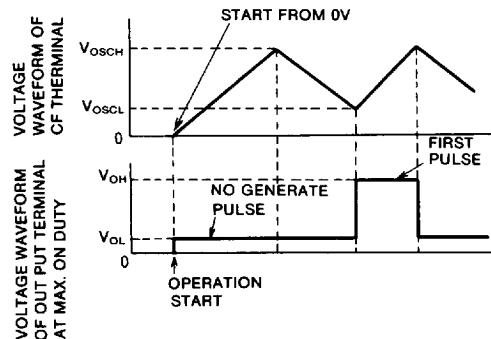 START FROM 0V
VOLTAGE
WAVEFORM OF
CF THERMINAL
VOSCH
VOSCL
0
FIRST
PULSE
VOLTAGE WAVEFORM
OF OUT PUT TERMINAL
AT MAX. ON DUTY
VOH
NO GENERATE
PULSE
VOL
0
OPERATION
START